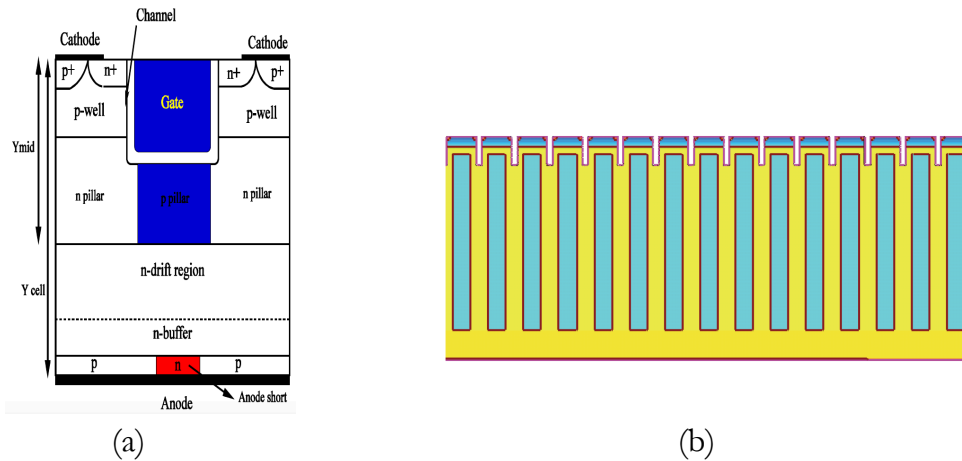 Channel
Cathode
Cathode
p+
n+
n+
p+
Gate
p-well
p-well
Ymid
n pillar
p pillar
n pillar
n-drift region
Y cell
n-buffer
p
n
p
Anode short
Anode
(a)
(b)